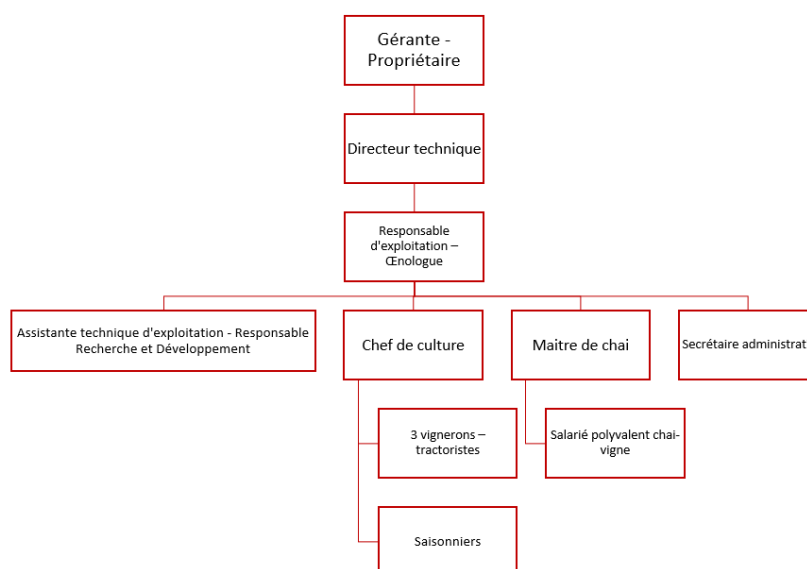 Gérante -
Propriétaire
Directeur technique
Responsable
d'exploitation –
Œnologue
Assistante technique d'exploitation - Responsable
Recherche et Développement
Chef de culture
Maitre de chai
Secrétaire administrat
3 vignerons –
tractoristes
Salarié polyvalent chai-
vigne
Saisonniers